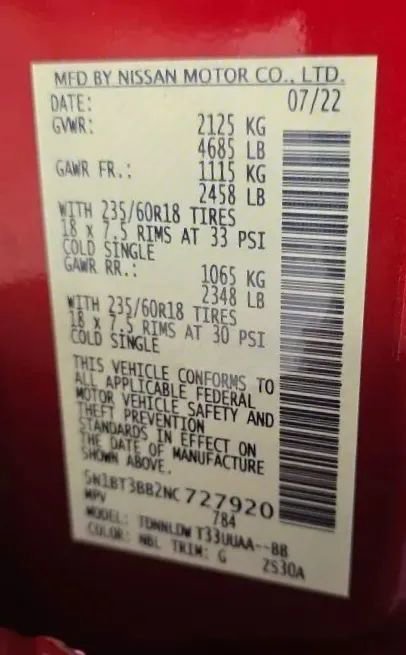 MFD BY NISSAN MOTOR CO., LTD.
DATE: 07/22
GVWR: 2125 KG
4685 LB
GAWR FR.: 1115 KG
2458 LB
WITH 235/60R18 TIRES
18 x 7.5 RIMS AT 33 PSI
COLD SINGLE
GAWR RR.: 1065 KG
2348 LB
WITH 235/60R18 TIRES
18 x 7.5 RIMS AT 30 PSI
COLD SINGLE
THIS VEHICLE CONFORMS TO
ALL APPLICABLE FEDERAL
MOTOR VEHICLE SAFETY AND
THEFT PREVENTION
STANDARDS IN EFFECT ON
THE DATE OF MANUFACTURE
SHOWN ABOVE.
5N1BT3BB2NC727920
MPV 784
MODEL: TDNNLDW T33UUAA--BB
COLOR: NBL TRIM: G 2S30A